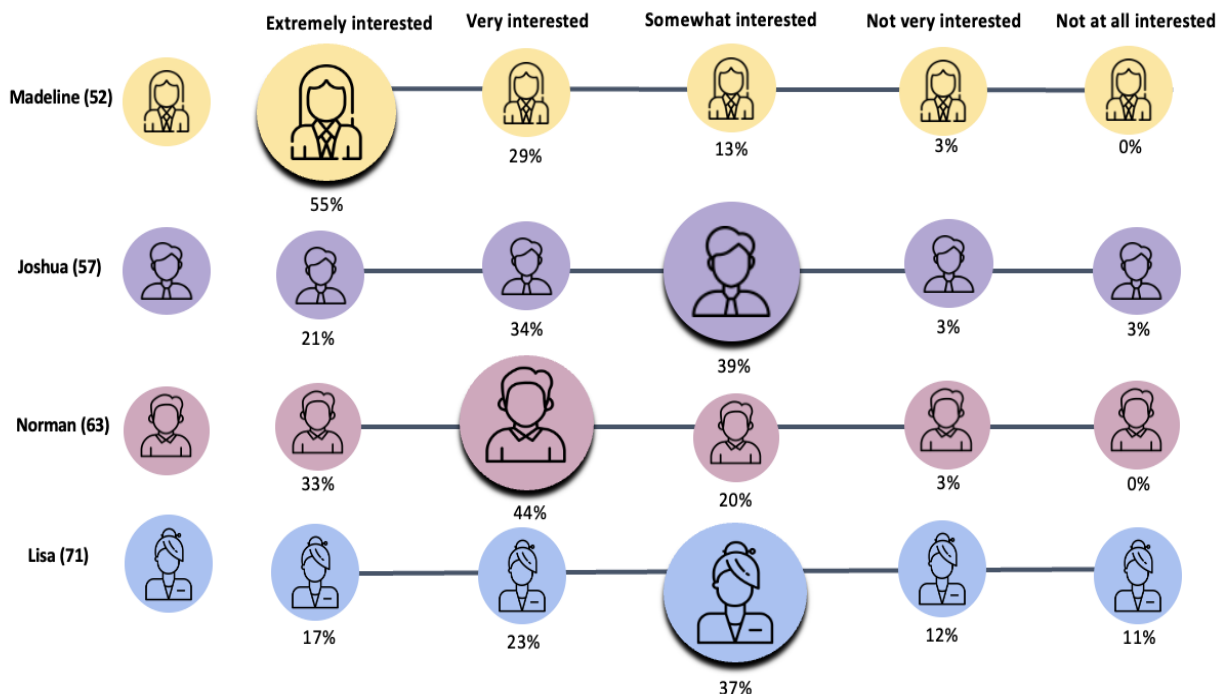 Extremely interested Very interested Somewhat interested Not very interested Not at all interested
Madeline (52)
55% 29% 13% 3% 0%
Joshua (57)
21% 34% 39% 3% 3%
Norman (63)
33% 44% 20% 3% 0%
Lisa (71)
17% 23% 37% 12% 11%